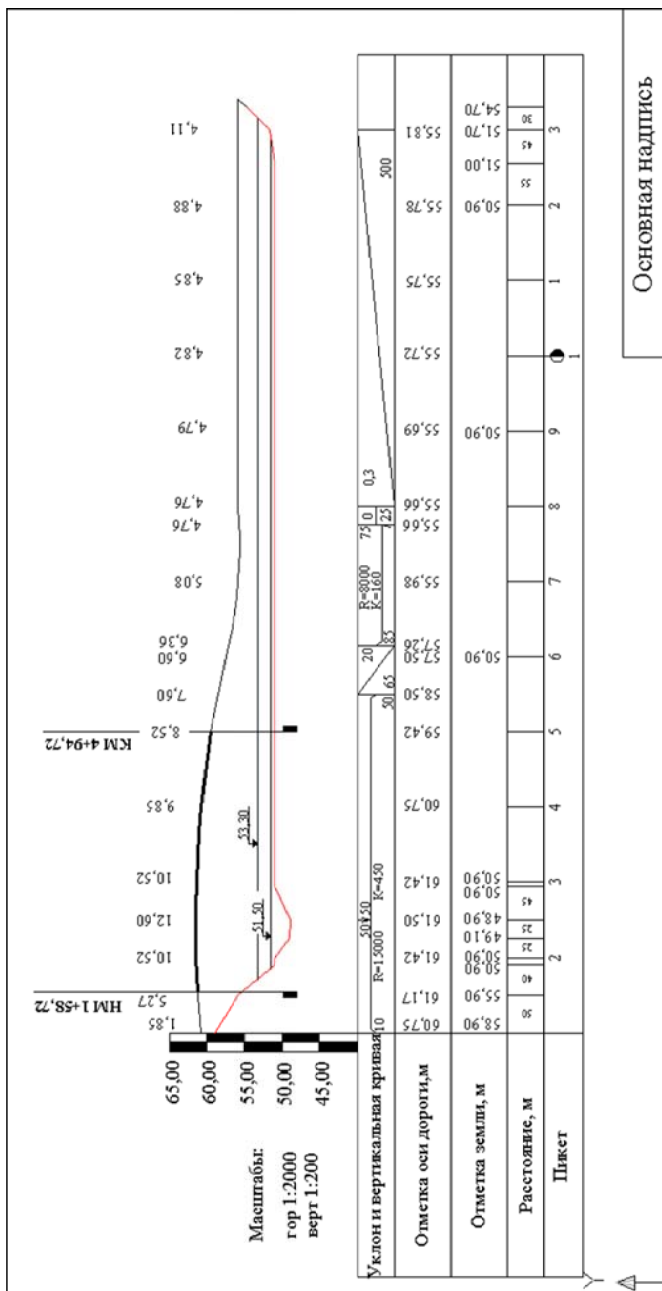 НМ 1+58,72
КМ 4+94,72
1,85 5,27 10,52 12,60 10,52 9,85 8,52 7,60 6,60 6,36 5,08 4,76 4,76 4,79 4,82 4,85 4,88 4,11
51,50
53,30
65,00
60,00
55,00
50,00
45,00
Масштабы:
гор 1:2000
верт 1:200
Уклон и вертикальная кривая
10 R=15000 K=450 50 65 20 85 R=8000 K=160 75 0 25 0,3 500
Отметка оси дороги,м
60,75 61,17 61,42 61,50 61,42 60,75 59,42 58,50 57,50 57,26 55,98 55,66 55,66 55,69 55,72 55,75 55,78 55,81
Отметка земли, м
58,90 55,90 50,90 49,10 48,90 50,90 50,90 50,90 50,90 50,90 51,00 51,70 54,70
Расстояние, м
50 40 25 25 45 55 45 30
Пикет
2 3 4 5 6 7 8 9 1 1 2 3
Основная надпись